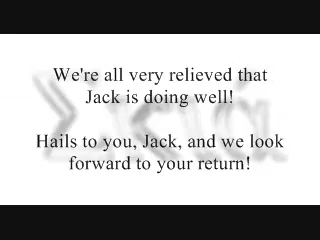 We're all very relieved that
Jack is doing well!
Hails to you, Jack, and we look
forward to your return!